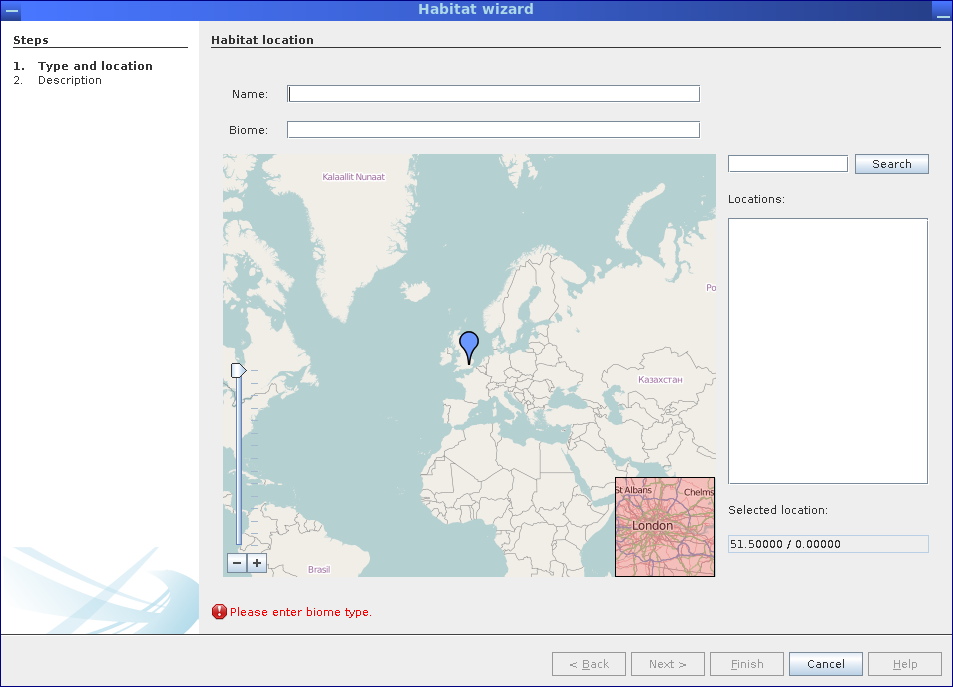 Habitat wizard
Steps
1. Type and location
2. Description
Habitat location
Name:
Biome:
Kalaallit Nunaat
Ро
Казахстан
Brasil
St Albans
Chelms
London
Search
Locations:
Selected location:
51.50000 / 0.00000
Please enter biome type.
< Back
Next >
Finish
Cancel
Help